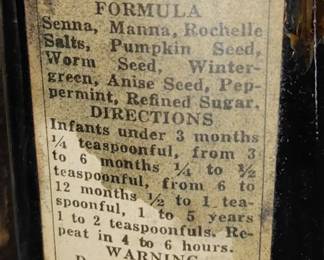 FORMULA
Senna, Manna, Rochelle
Salts, Pumpkin Seed,
Worm Seed, Winter-
green, Anise Seed, Pep-
permint, Refined Sugar.
DIRECTIONS
Infants under 3 months
¼ teaspoonful, from 3
to 6 months ¼ to ½
teaspoonful, from 6 to
12 months ½ to 1 tea-
spoonful, 1 to 5 years
1 to 2 teaspoonfuls. Re-
peat in 4 to 6 hours.
WARNING